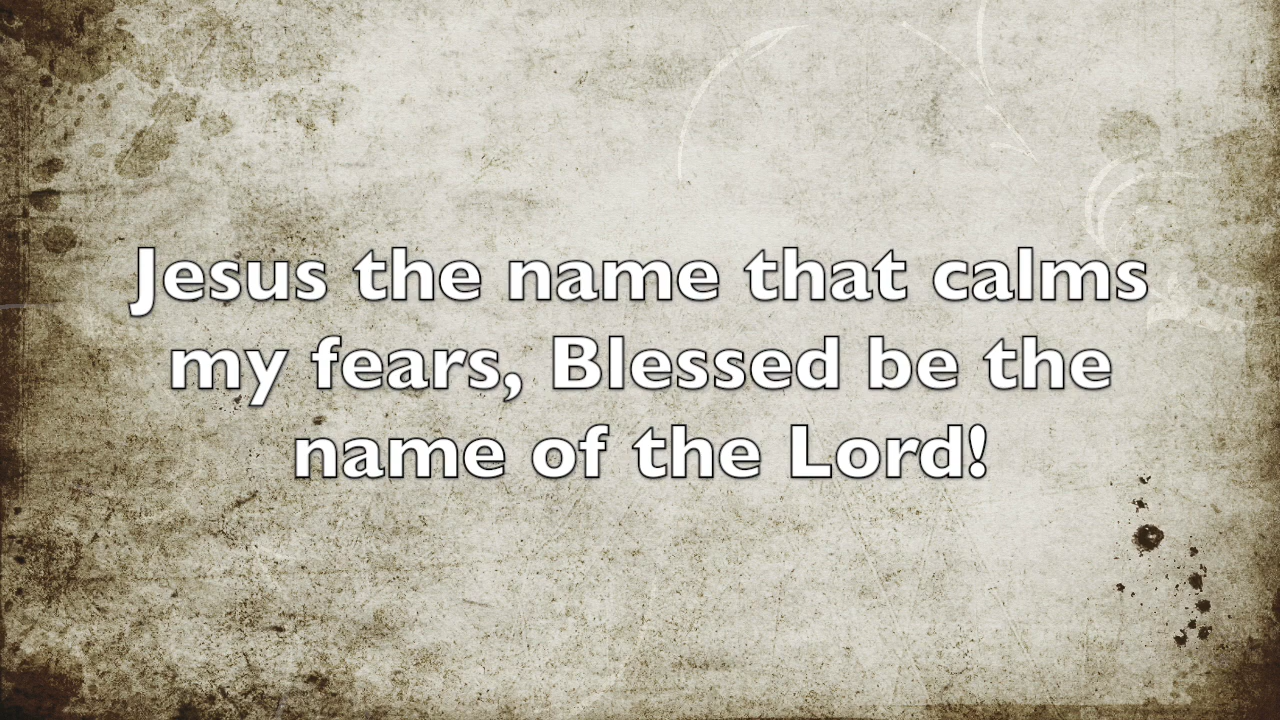 Jesus the name that calms
my fears, Blessed be the
name of the Lord!